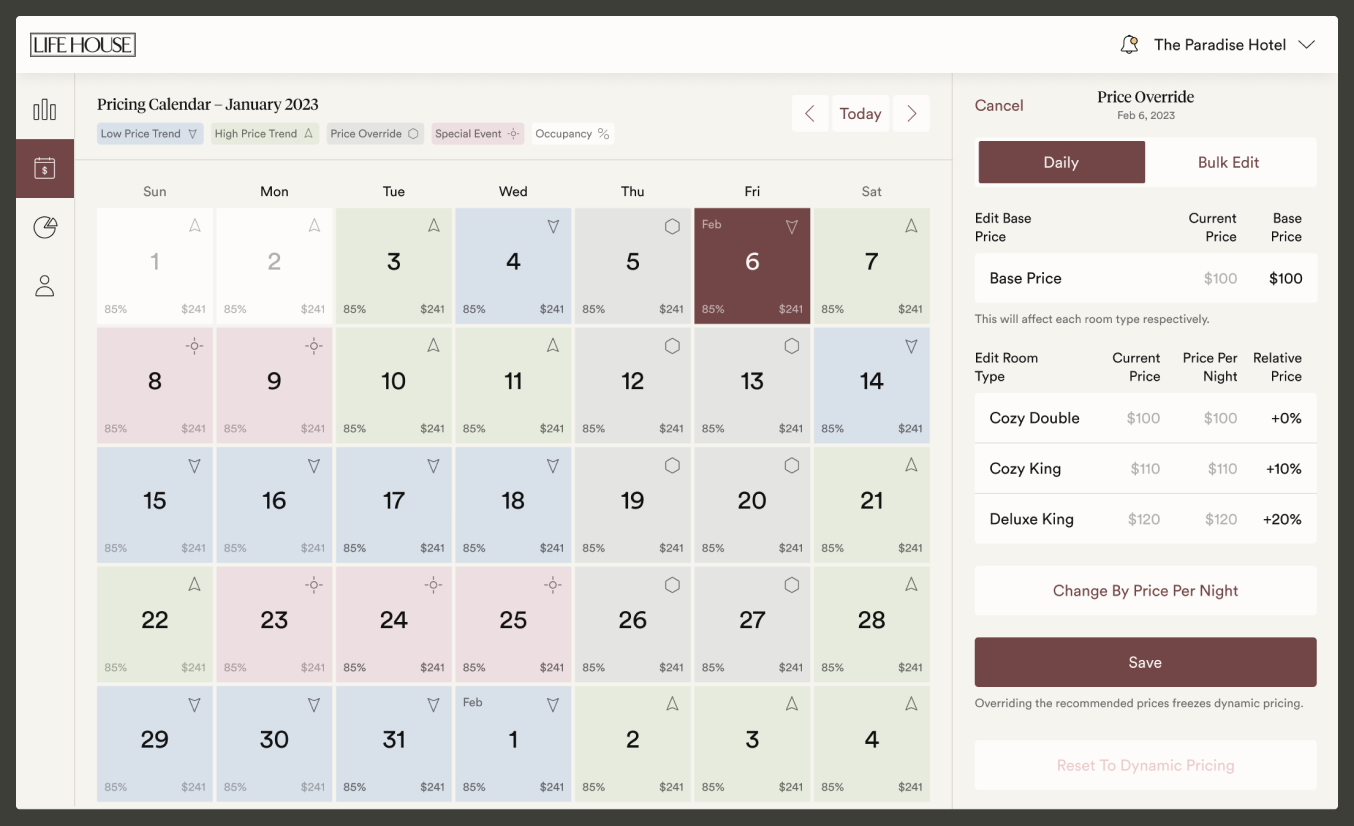 LIFE HOUSE
The Paradise Hotel
Pricing Calendar – January 2023
Low Price Trend High Price Trend Price Override Special Event Occupancy %
Today
Sun Mon Tue Wed Thu Fri Sat
Feb
1 2 3 4 5 6 7
85% $241 85% $241 85% $241 85% $241 85% $241 85% $241 85% $241
8 9 10 11 12 13 14
85% $241 85% $241 85% $241 85% $241 85% $241 85% $241 85% $241
15 16 17 18 19 20 21
85% $241 85% $241 85% $241 85% $241 85% $241 85% $241 85% $241
22 23 24 25 26 27 28
85% $241 85% $241 85% $241 85% $241 85% $241 85% $241 85% $241
Feb
29 30 31 1 2 3 4
85% $241 85% $241 85% $241 85% $241 85% $241 85% $241 85% $241
Cancel
Price Override
Feb 6, 2023
Daily Bulk Edit
Edit Base Current Base
Price Price Price
Base Price $100 $100
This will affect each room type respectively.
Edit Room Current Price Per Relative
Type Price Night Price
Cozy Double $100 $100 +0%
Cozy King $110 $110 +10%
Deluxe King $120 $120 +20%
Change By Price Per Night
Save
Overriding the recommended prices freezes dynamic pricing.
Reset To Dynamic Pricing